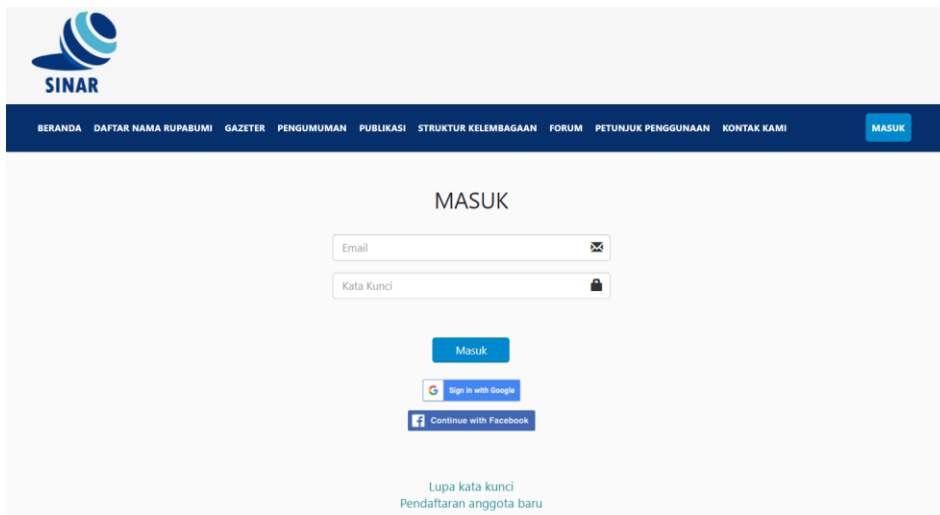 SINAR
BERANDA DAFTAR NAMA RUPABUMI GAZETER PENGUMUMAN PUBLIKASI STRUKTUR KELEMBAGAAN FORUM PETUNJUK PENGGUNAAN KONTAK KAMI MASUK
MASUK
Email
Kata Kunci
Masuk
G Sign in with Google
f Continue with Facebook
Lupa kata kunci
Pendaftaran anggota baru